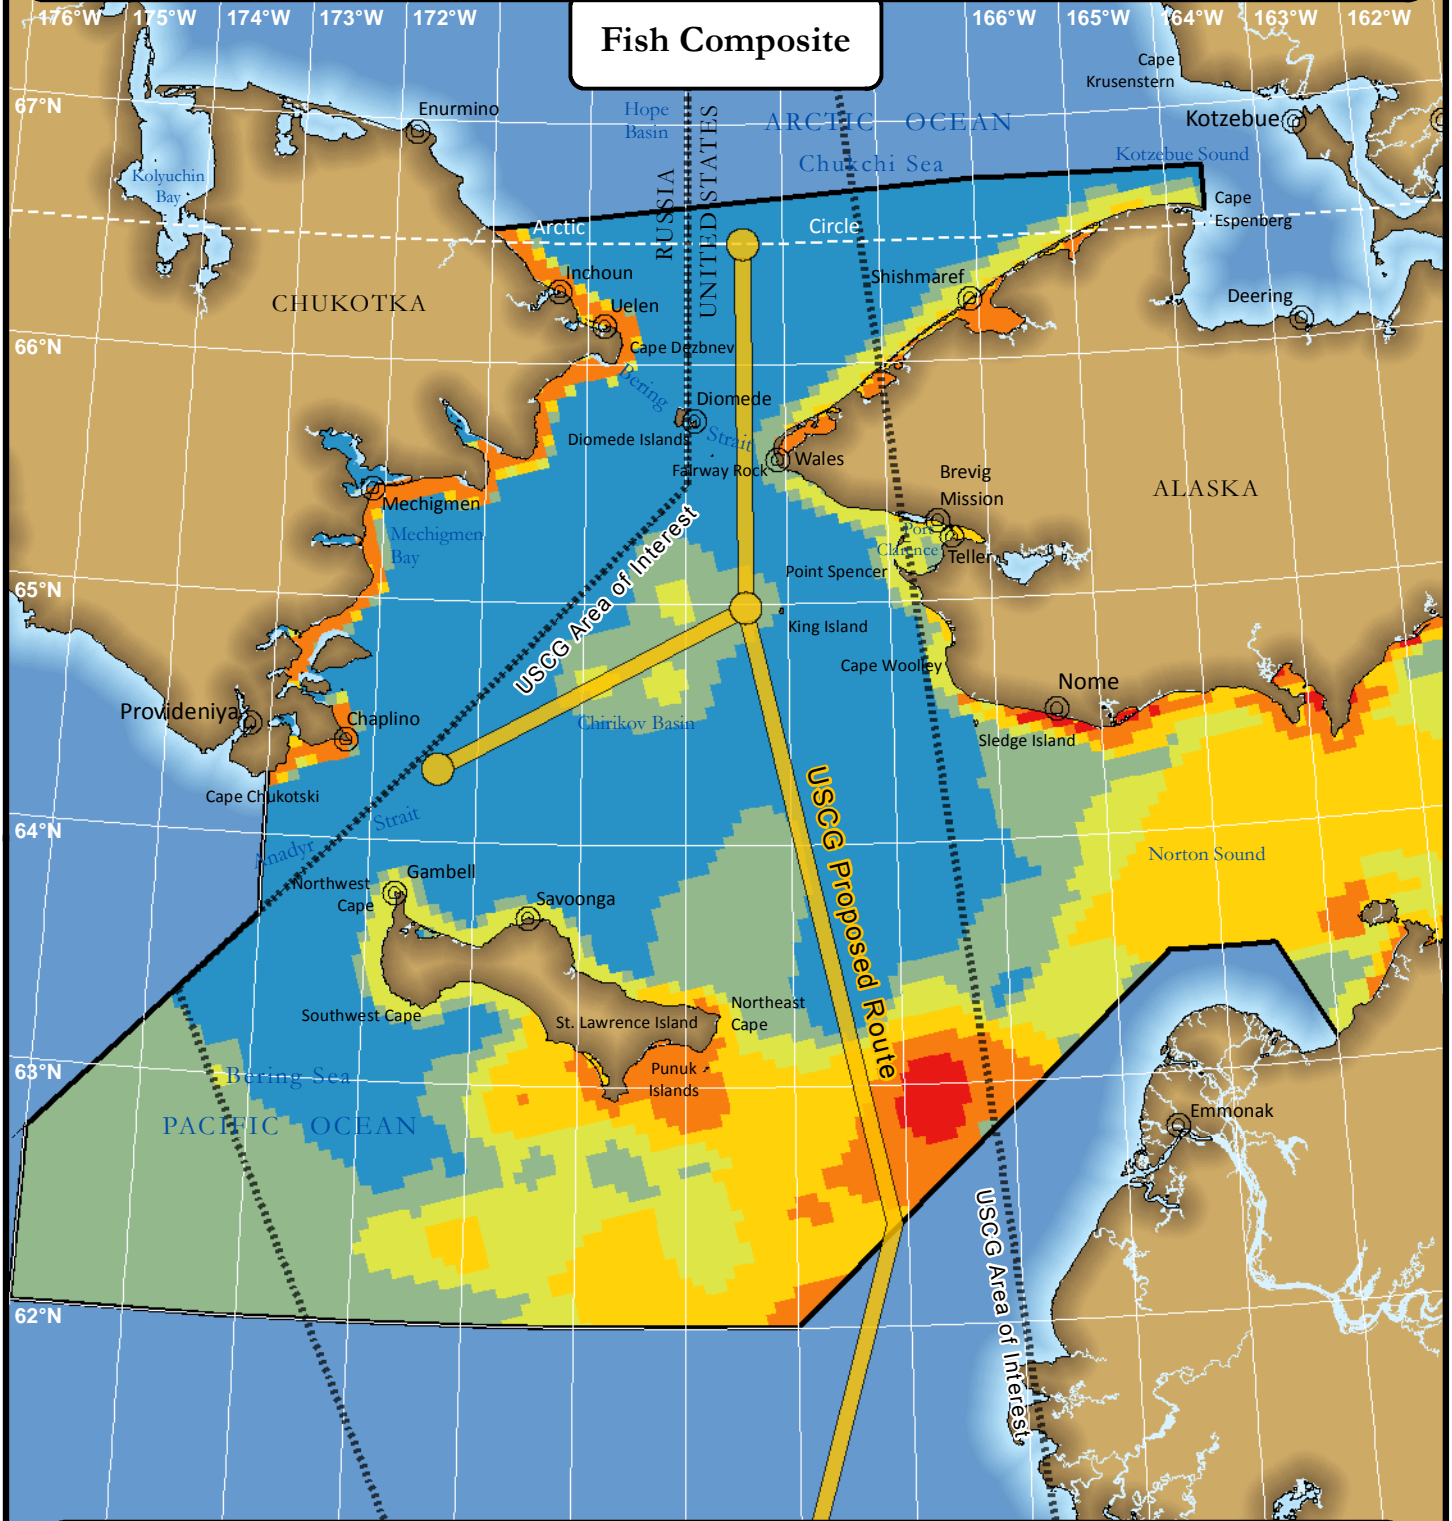 176°W 175°W 174°W 173°W 172°W 166°W 165°W 164°W 163°W 162°W
Fish Composite
Cape
Krusenstern
67°N
Enurmino
Hope
Basin
ARCTIC OCEAN
Kotzebue
Chukchi Sea
Kotzebue Sound
Kolyuchin
Bay
RUSSIA
UNITED STATES
Cape
Espenberg
Arctic
Circle
Inchoun
Shishmaref
Deering
CHUKOTKA
Uelen
66°N
Cape Dezbnev
Bering
Strait
Diomede
Diomede Islands
Fairway Rock
Wales
Brevig
Mission
ALASKA
Mechigmen
Mechigmen
Bay
Port
Clarence
Teller
Point Spencer
65°N
USCG Area of Interest
King Island
Cape Woolley
Nome
Provideniya
Chaplino
Chirikov Basin
Sledge Island
Cape Chukotski
USCG Proposed Route
64°N
Strait
Anadyr
Norton Sound
Gambell
Northwest
Cape
Savoonga
Southwest Cape
St. Lawrence Island
Northeast
Cape
63°N
Bering Sea
Punuk
Islands
PACIFIC OCEAN
Emmonak
USCG Area of Interest
62°N